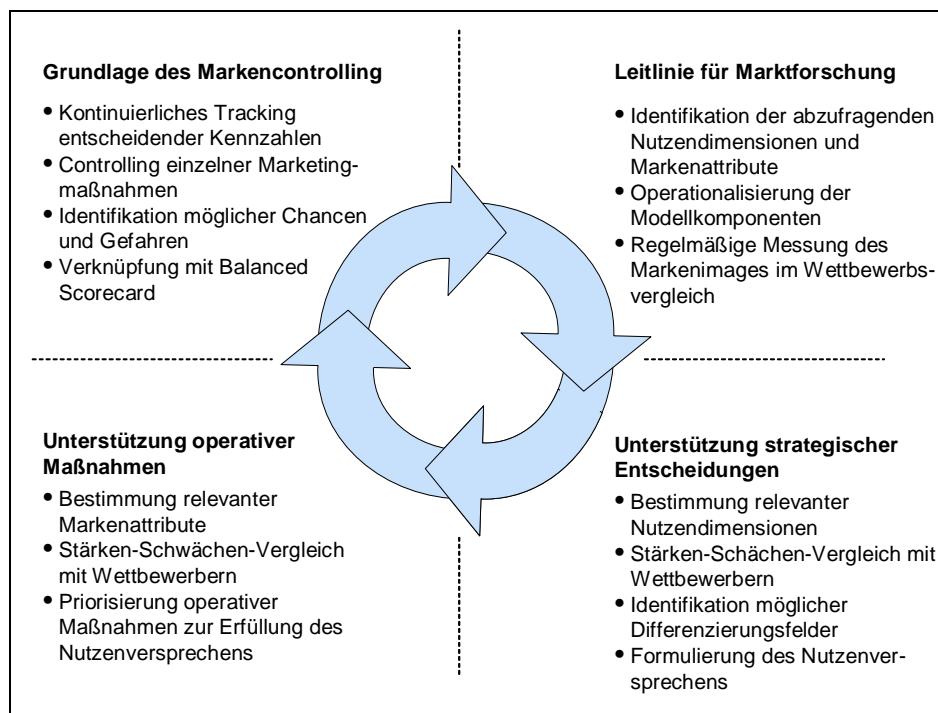 Grundlage des Markencontrolling
• Kontinuierliches Tracking
entscheidender Kennzahlen
• Controlling einzelner Marketing-
maßnahmen
• Identifikation möglicher Chancen
und Gefahren
• Verknüpfung mit Balanced
Scorecard
Leitlinie für Marktforschung
• Identifikation der abzufragenden
Nutzendimensionen und
Markenattribute
• Operationalisierung der
Modellkomponenten
• Regelmäßige Messung des
Markenimages im Wettbewerbs-
vergleich
Unterstützung operativer
Maßnahmen
• Bestimmung relevanter
Markenattribute
• Stärken-Schwächen-Vergleich
mit Wettbewerbern
• Priorisierung operativer
Maßnahmen zur Erfüllung des
Nutzenversprechens
Unterstützung strategischer
Entscheidungen
• Bestimmung relevanter
Nutzendimensionen
• Stärken-Schächen-Vergleich mit
Wettbewerbern
• Identifikation möglicher
Differenzierungsfelder
• Formulierung des Nutzenver-
sprechens